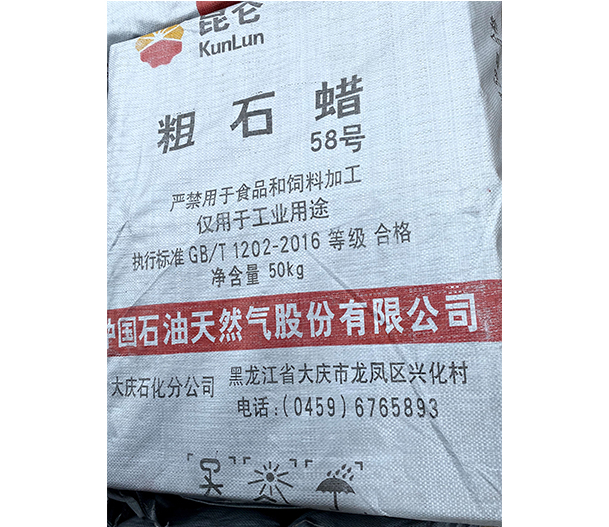 昆仑
KunLun
粗石蜡
58号
严禁用于食品和饲料加工
仅用于工业用途
执行标准 GB/T 1202-2016 等级 合格
净含量 50kg
中国石油天然气股份有限公司
大庆石化分公司 黑龙江省大庆市龙凤区兴化村
电话:(0459)6765893